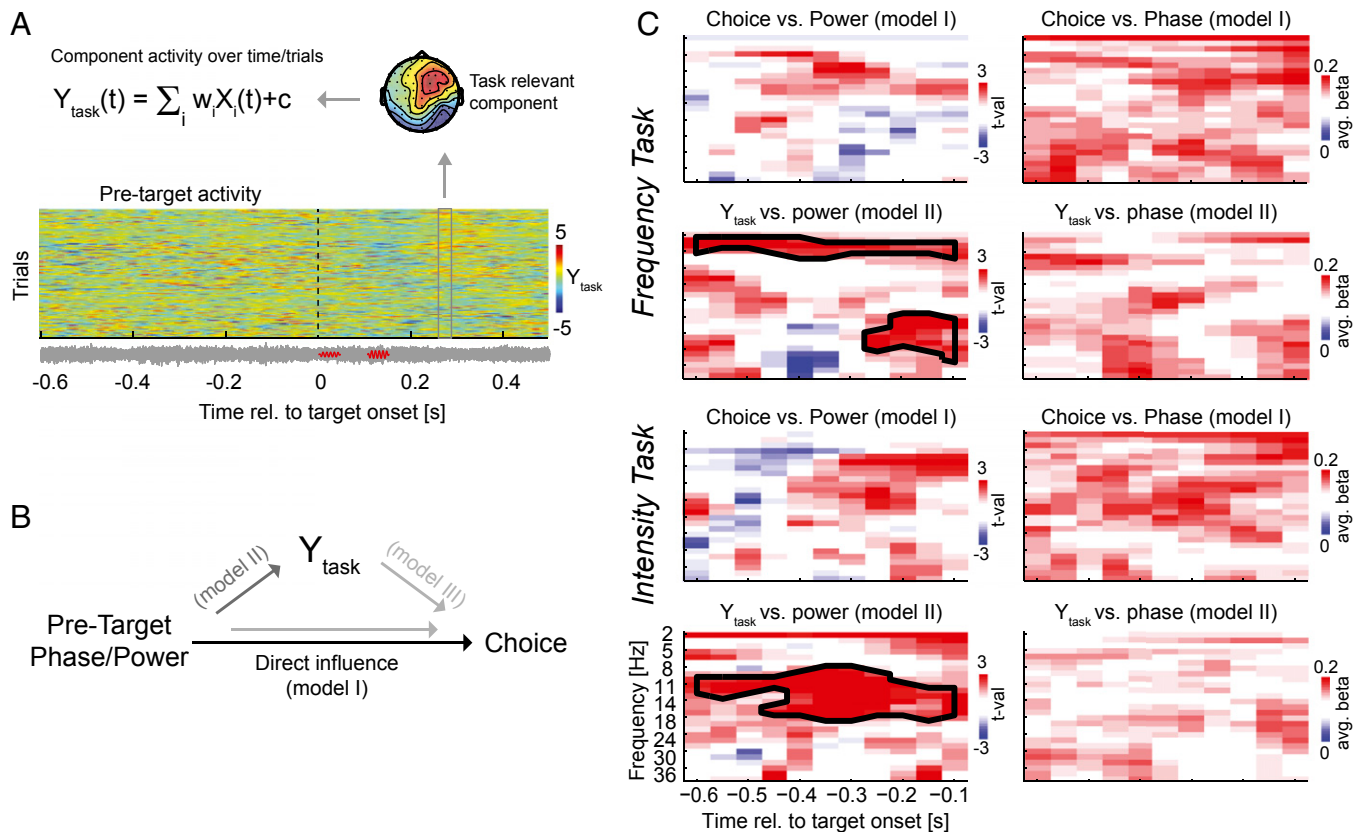 A
Component activity over time/trials
Y_task(t) = ∑_i w_i X_i(t)+c
Task relevant
component
Pre-target activity
Trials
5
Y_task
-5
-0.6
-0.4
-0.2
0
0.2
0.4
Time rel. to target onset [s]
B
(model II)
Y_task
(model III)
Pre-Target
Phase/Power
Choice
Direct influence
(model I)
C
Frequency Task
Choice vs. Power (model I)
3
t-val
-3
Choice vs. Phase (model I)
0.2
avg. beta
0
Y_task vs. power (model II)
3
t-val
-3
Y_task vs. phase (model II)
0.2
avg. beta
0
Intensity Task
Choice vs. Power (model I)
3
t-val
-3
Choice vs. Phase (model I)
0.2
avg. beta
0
Y_task vs. power (model II)
Frequency [Hz]
2
5
8
11
14
18
24
30
36
3
t-val
-3
−0.6
−0.4
−0.3
−0.2
−0.1
Time rel. to target onset [s]
Y_task vs. phase (model II)
0.2
avg. beta
0